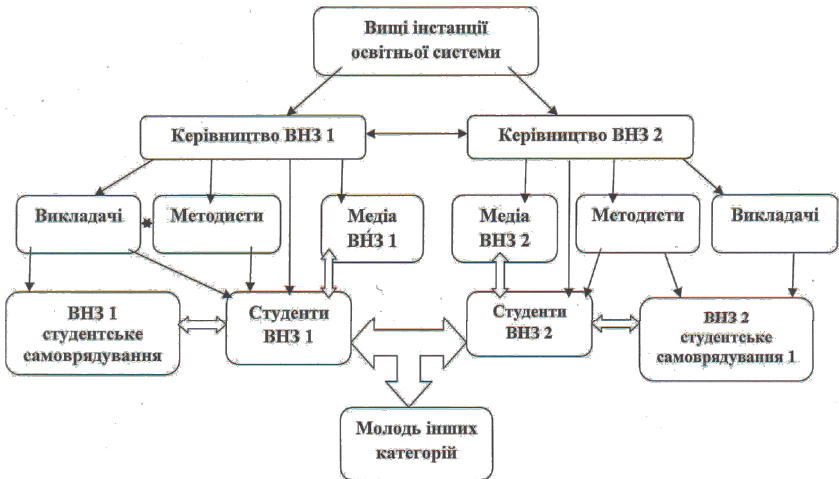 Вищі інстанції
освітньої системи
Керівництво ВНЗ 1
Керівництво ВНЗ 2
Викладачі
Методисти
Медіа
ВНЗ 1
Медіа
ВНЗ 2
Методисти
Викладачі
ВНЗ 1
студентське
самоврядування
Студенти
ВНЗ 1
Студенти
ВНЗ 2
ВНЗ 2
студентське
самоврядування 1
Молодь інших
категорій